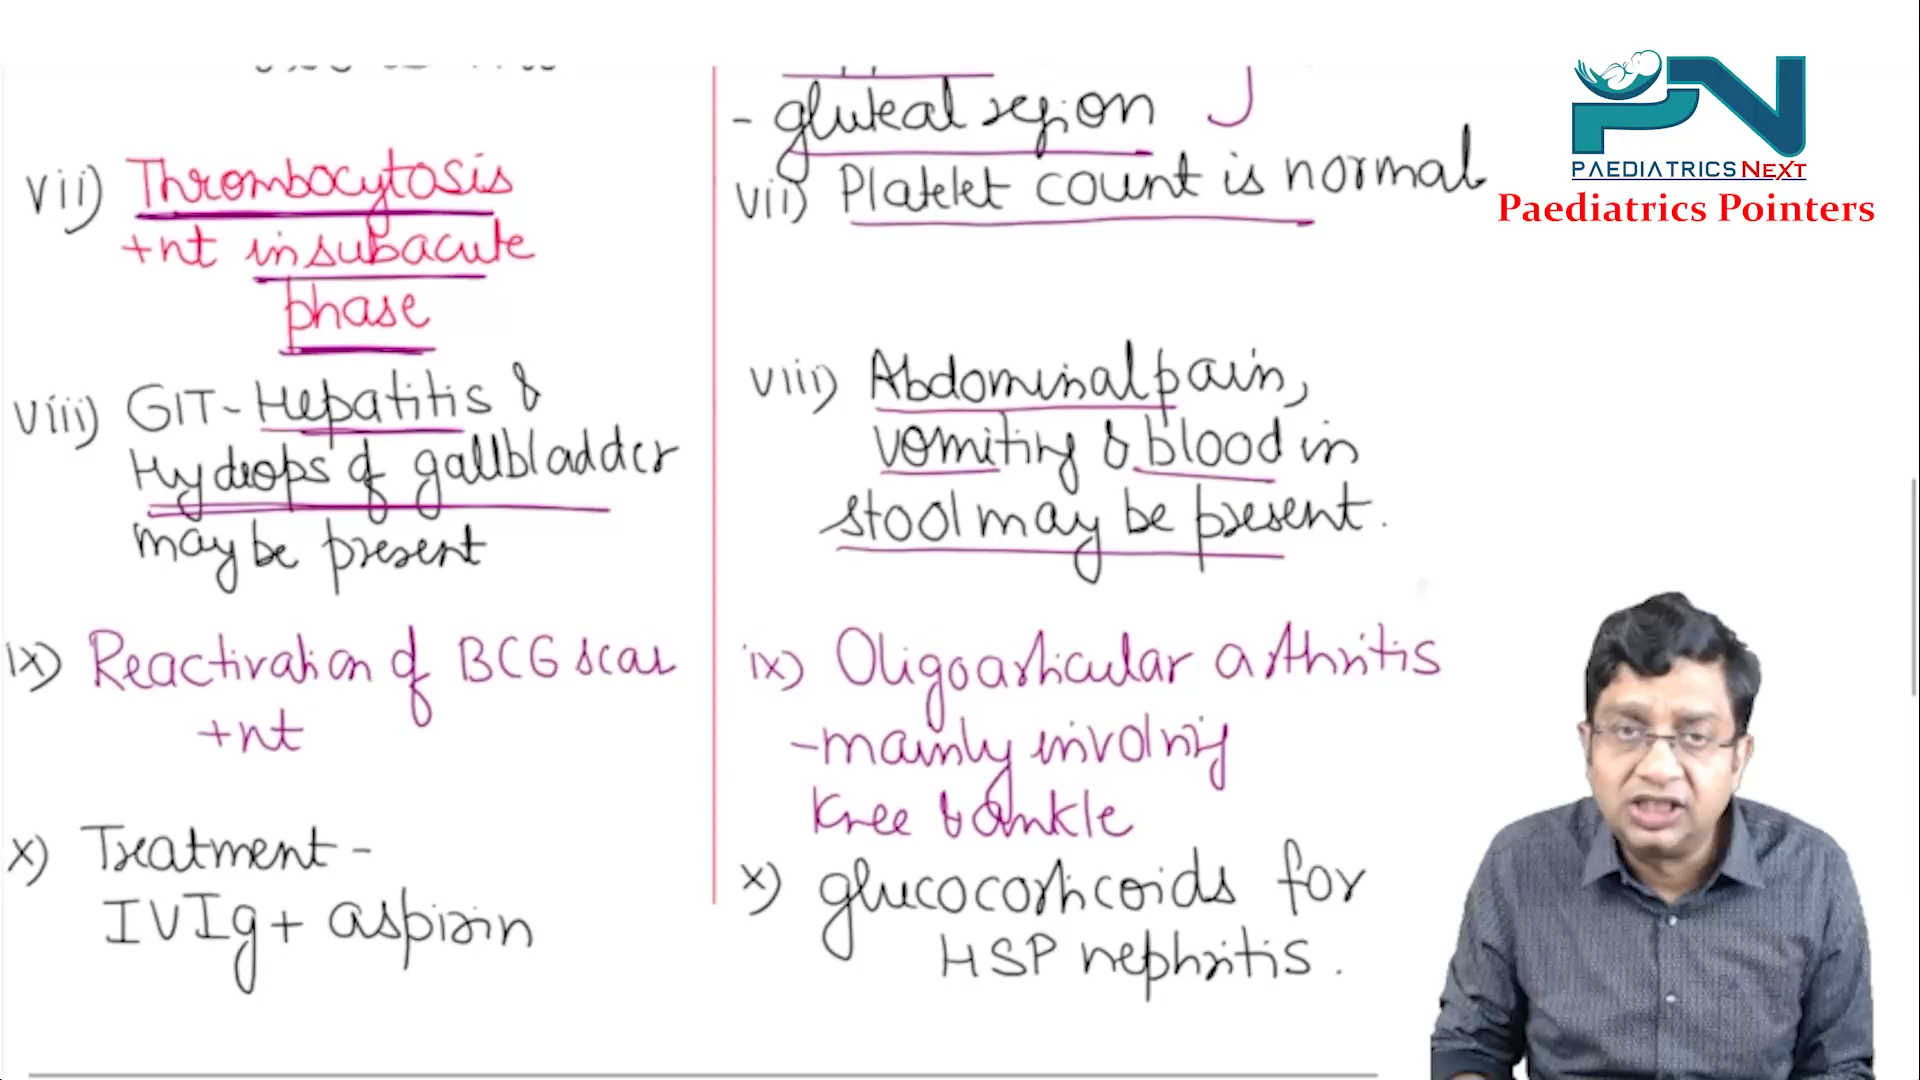 - gluteal region
vii) Thrombocytosis
+nt in subacute
phase
vii) Platelet count is normal
viii) GIT- Hepatitis &
Hydrops of gallbladder
may be present
viii) Abdominal pain,
vomiting & blood in
stool may be present.
ix) Reactivation of BCG scar
+nt
ix) Oligoarticular arthritis
-mainly involving
Knee & ankle
x) Treatment -
IVIg + aspirin
x) glucocorticoids for
HSP nephritis.
PN
PAEDIATRICS NEXT
Paediatrics Pointers